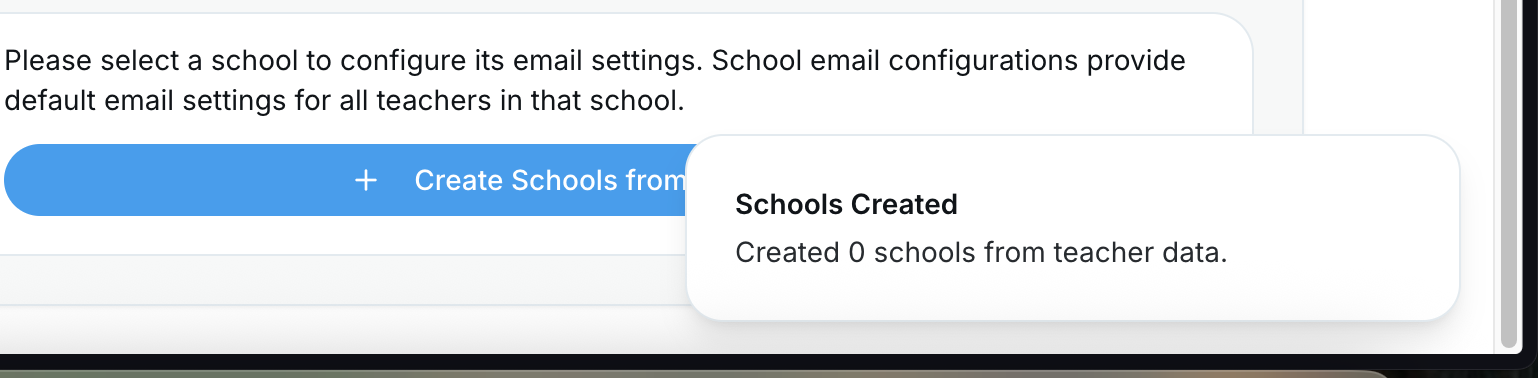 Please select a school to configure its email settings. School email configurations provide
default email settings for all teachers in that school.
Create Schools from
Schools Created
Created 0 schools from teacher data.